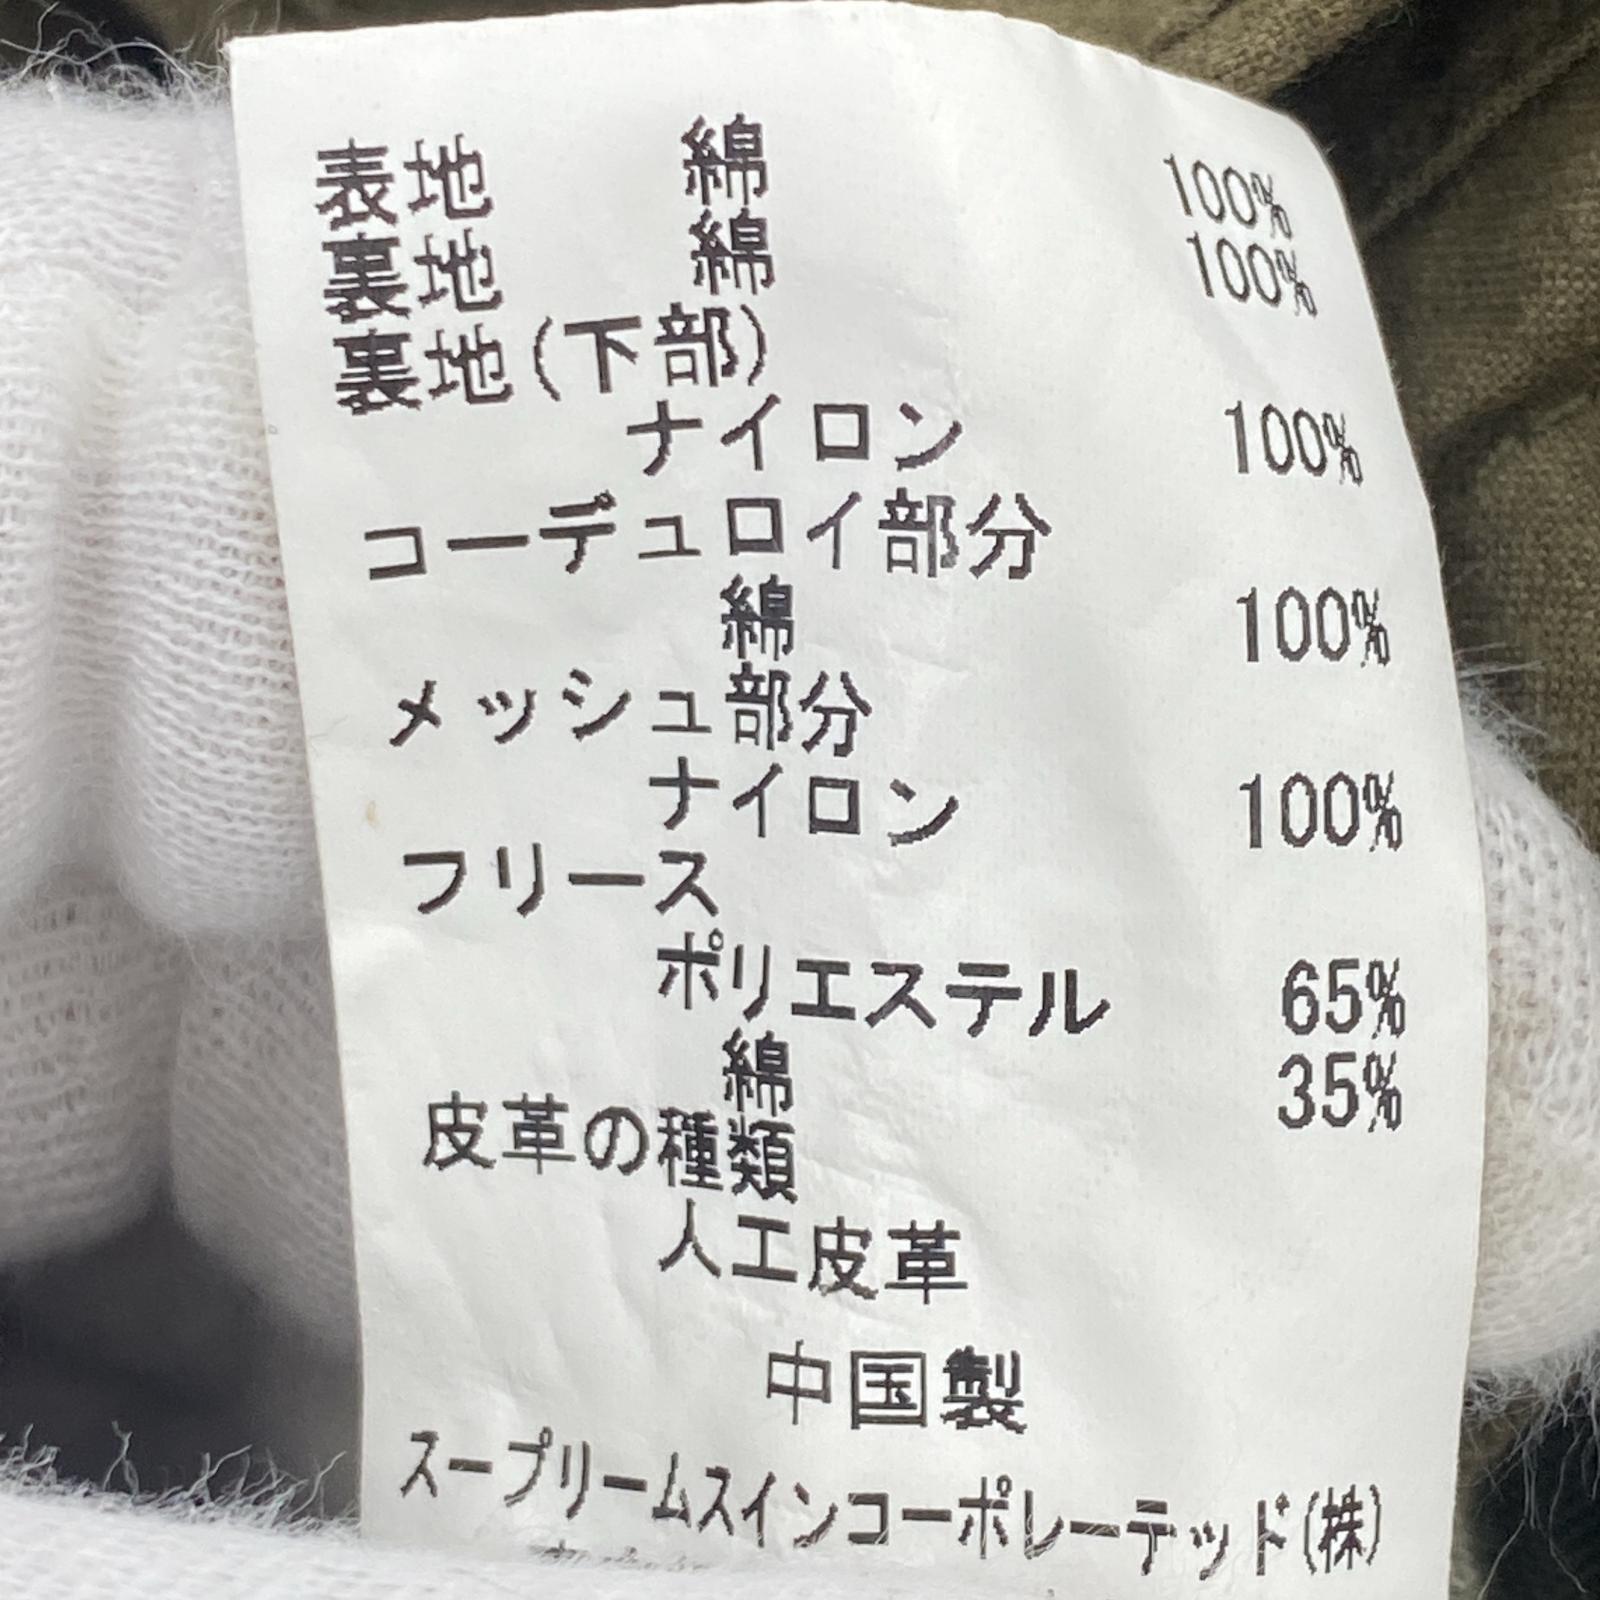 表地 綿 100%
裏地 綿 100%
裏地(下部)
ナイロン 100%
コーデュロイ部分
綿 100%
メッシュ部分
ナイロン 100%
フリース
ポリエステル 65%
綿 35%
皮革の種類
人工皮革
中国製
スープリームスインコーポレーテッド(株)